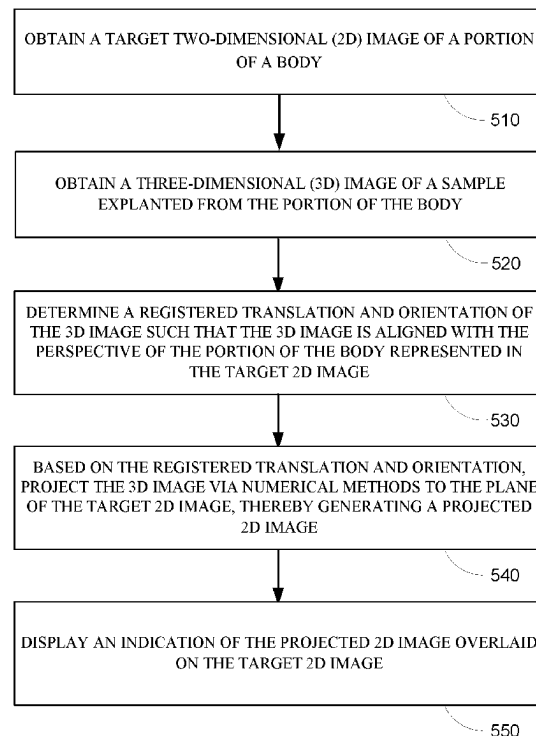 OBTAIN A TARGET TWO-DIMENSIONAL (2D) IMAGE OF A PORTION
OF A BODY
510
OBTAIN A THREE-DIMENSIONAL (3D) IMAGE OF A SAMPLE
EXPLANTED FROM THE PORTION OF THE BODY
520
DETERMINE A REGISTERED TRANSLATION AND ORIENTATION OF
THE 3D IMAGE SUCH THAT THE 3D IMAGE IS ALIGNED WITH THE
PERSPECTIVE OF THE PORTION OF THE BODY REPRESENTED IN
THE TARGET 2D IMAGE
530
BASED ON THE REGISTERED TRANSLATION AND ORIENTATION,
PROJECT THE 3D IMAGE VIA NUMERICAL METHODS TO THE PLANE
OF THE TARGET 2D IMAGE, THEREBY GENERATING A PROJECTED
2D IMAGE
540
DISPLAY AN INDICATION OF THE PROJECTED 2D IMAGE OVERLAID
ON THE TARGET 2D IMAGE
550